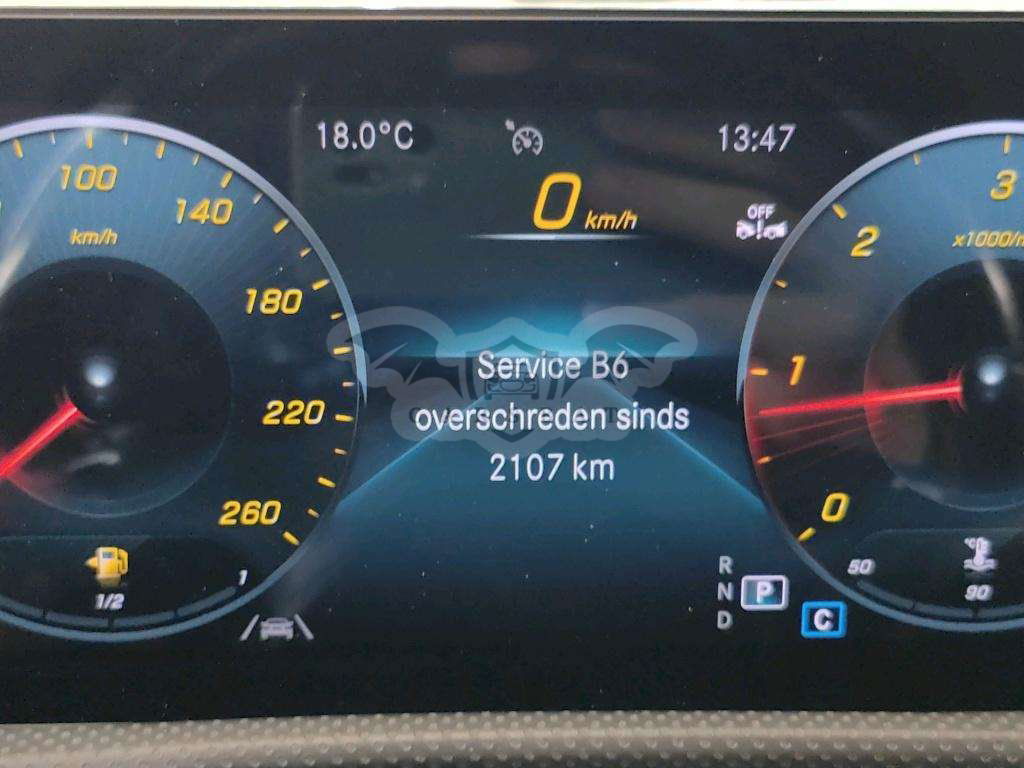 18.0°C
13:47
0 km/h
OFF
100
140
km/h
180
220
260
1/2
1
Service B6
overschreden sinds
2107 km
3
2
x1000/
1
0
50
90
R
N
P
D
C